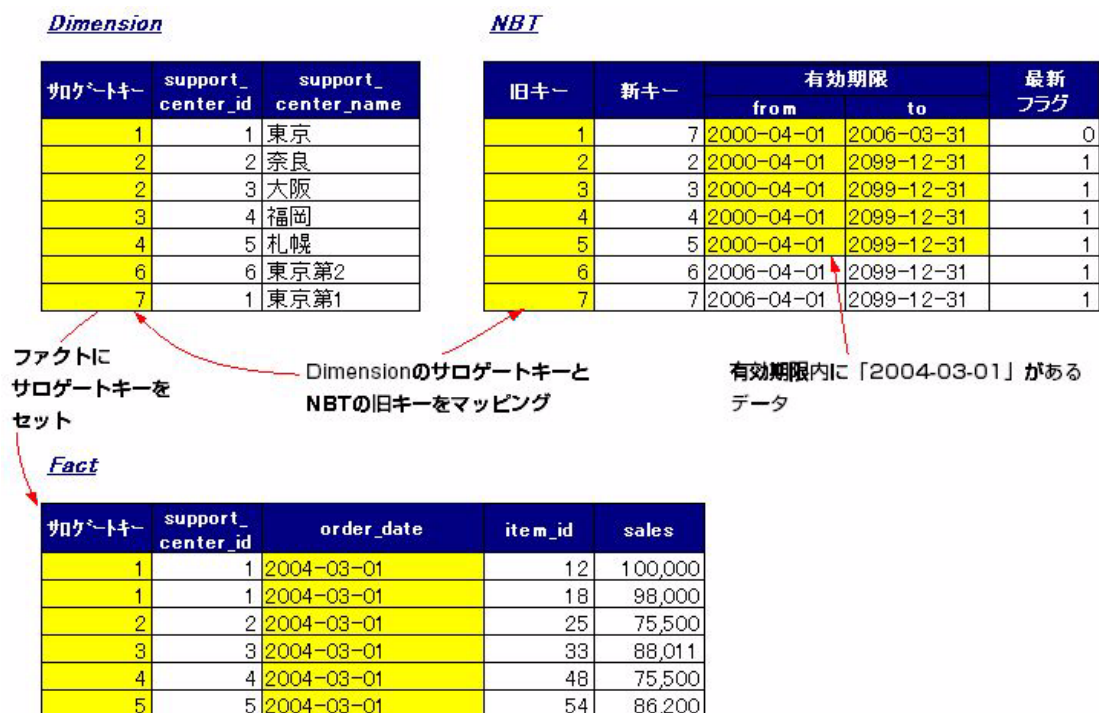 Dimension
サロゲートキー support_center_id support_center_name
1 1 東京
2 2 奈良
2 3 大阪
3 4 福岡
4 5 札幌
6 6 東京第2
7 1 東京第1
NBT
旧キー 新キー 有効期限 最新フラグ
from to
1 7 2000-04-01 2006-03-31 0
2 2 2000-04-01 2099-12-31 1
3 3 2000-04-01 2099-12-31 1
4 4 2000-04-01 2099-12-31 1
5 5 2000-04-01 2099-12-31 1
6 6 2006-04-01 2099-12-31 1
7 7 2006-04-01 2099-12-31 1
ファクトに
サロゲートキーを
セット
Dimensionのサロゲートキーと
NBTの旧キーをマッピング
有効期限内に「2004-03-01」がある
データ
Fact
サロゲートキー support_center_id order_date item_id sales
1 1 2004-03-01 12 100,000
1 1 2004-03-01 18 98,000
2 2 2004-03-01 25 75,500
3 3 2004-03-01 33 88,011
4 4 2004-03-01 48 75,500
5 5 2004-03-01 54 86,200